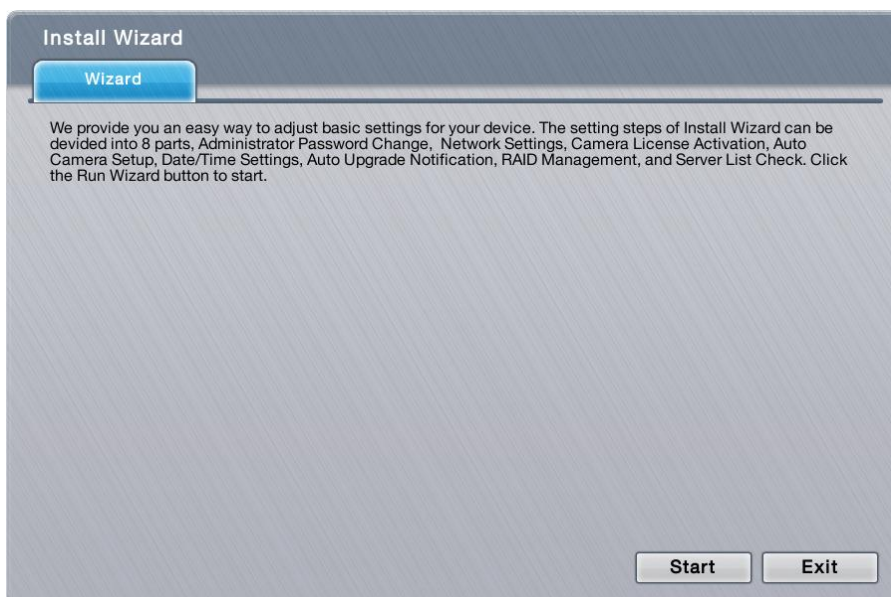 Install Wizard
Wizard
We provide you an easy way to adjust basic settings for your device. The setting steps of Install Wizard can be
devided into 8 parts, Administrator Password Change,  Network Settings, Camera License Activation, Auto
Camera Setup, Date/Time Settings, Auto Upgrade Notification, RAID Management, and Server List Check. Click
the Run Wizard button to start.
Start
Exit